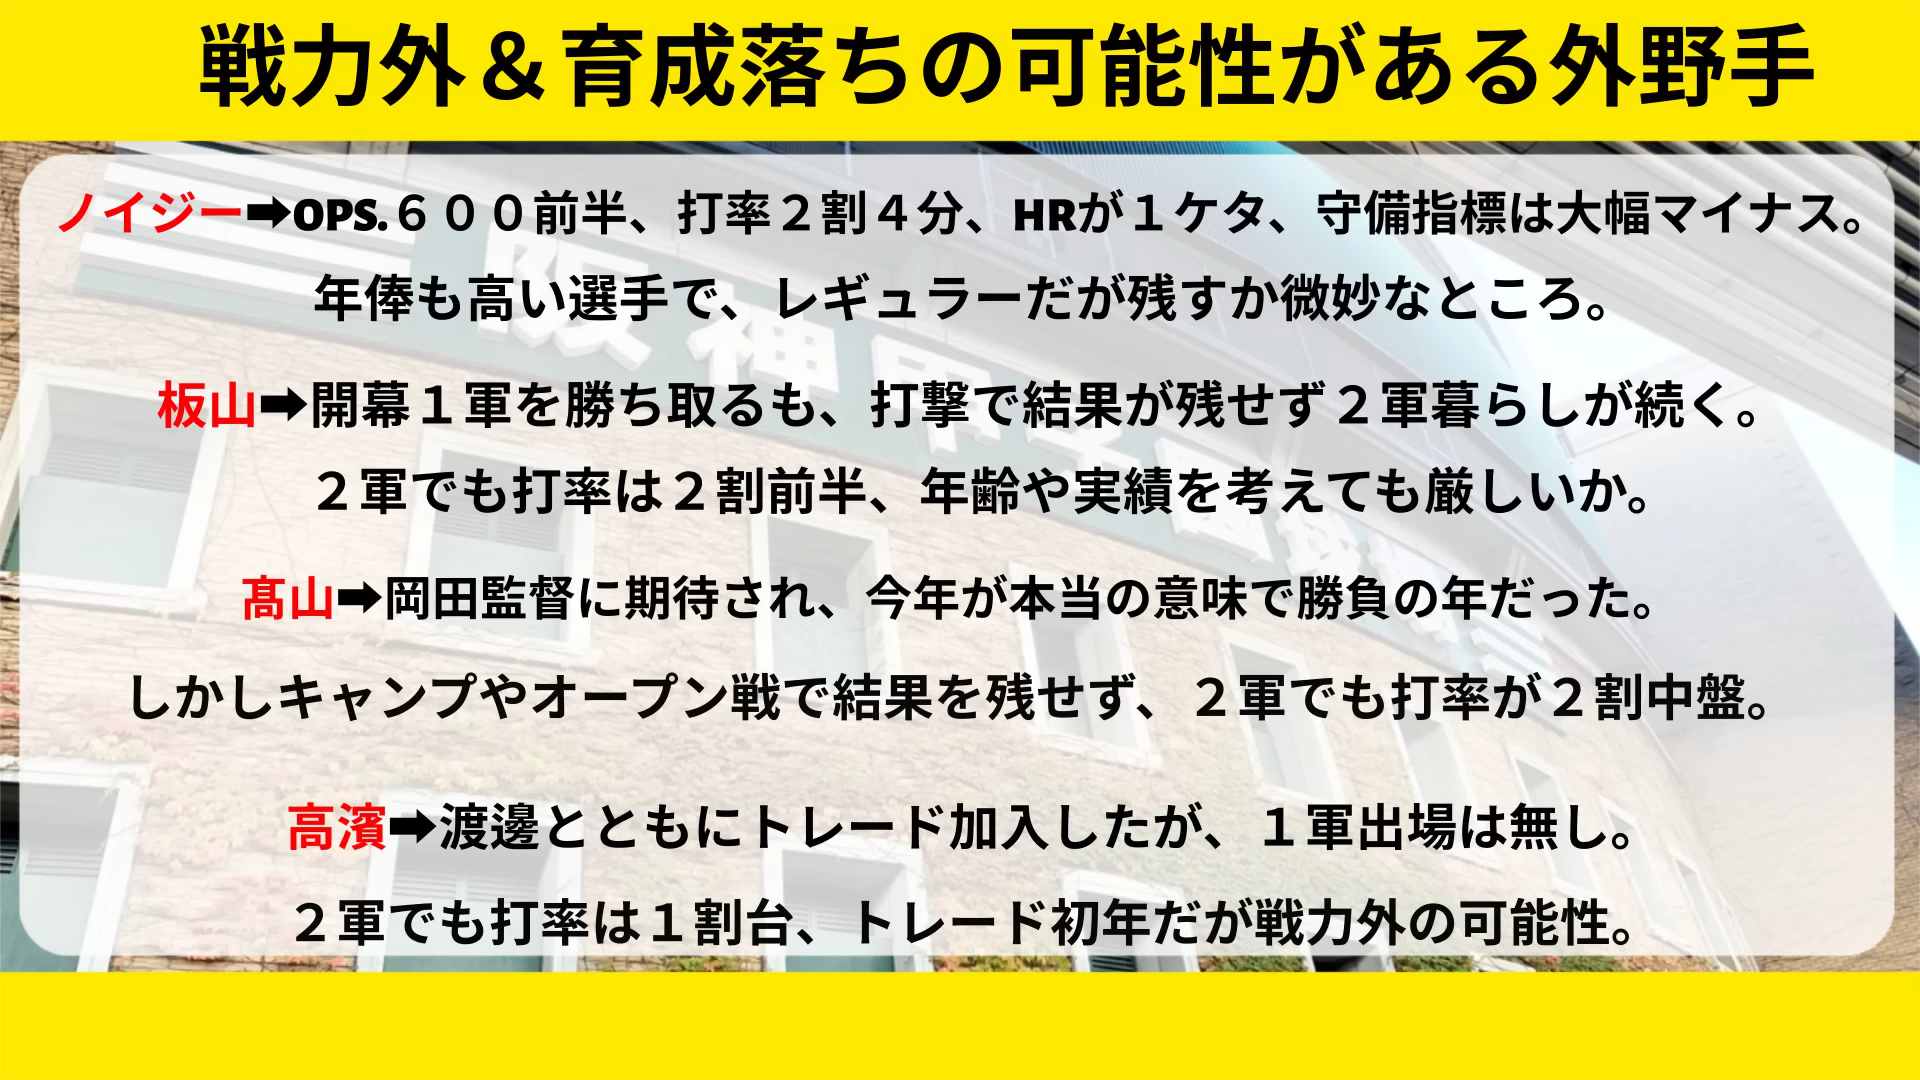 戦力外＆育成落ちの可能性がある外野手
ノイジー➡OPS.６００前半、打率２割４分、HRが１ケタ、守備指標は大幅マイナス。
年俸も高い選手で、レギュラーだが残すか微妙なところ。
板山➡開幕１軍を勝ち取るも、打撃で結果が残せず２軍暮らしが続く。
２軍でも打率は２割前半、年齢や実績を考えても厳しいか。
髙山➡岡田監督に期待され、今年が本当の意味で勝負の年だった。
しかしキャンプやオープン戦で結果を残せず、２軍でも打率が２割中盤。
高濱➡渡邊とともにトレード加入したが、１軍出場は無し。
２軍でも打率は１割台、トレード初年だが戦力外の可能性。
阪神甲子園球場